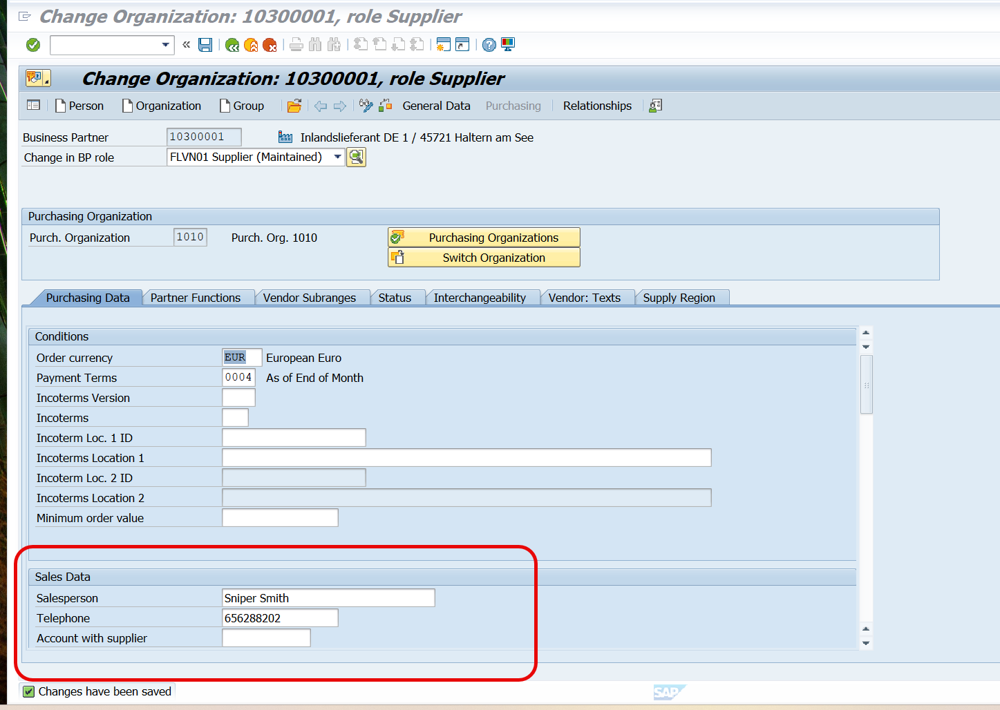 Change Organization: 10300001, role Supplier
Change Organization: 10300001, role Supplier
Person Organization Group General Data Purchasing Relationships
Business Partner 10300001 Inlandslieferant DE 1 / 45721 Haltern am See
Change in BP role FLVN01 Supplier (Maintained)
Purchasing Organization
Purch. Organization 1010 Purch. Org. 1010 Purchasing Organizations
Switch Organization
Purchasing Data Partner Functions Vendor Subranges Status Interchangeability Vendor: Texts Supply Region
Conditions
Order currency EUR European Euro
Payment Terms 0004 As of End of Month
Incoterms Version
Incoterms
Incoterm Loc. 1 ID
Incoterms Location 1
Incoterm Loc. 2 ID
Incoterms Location 2
Minimum order value
Sales Data
Salesperson Sniper Smith
Telephone 656288202
Account with supplier
Changes have been saved SAP